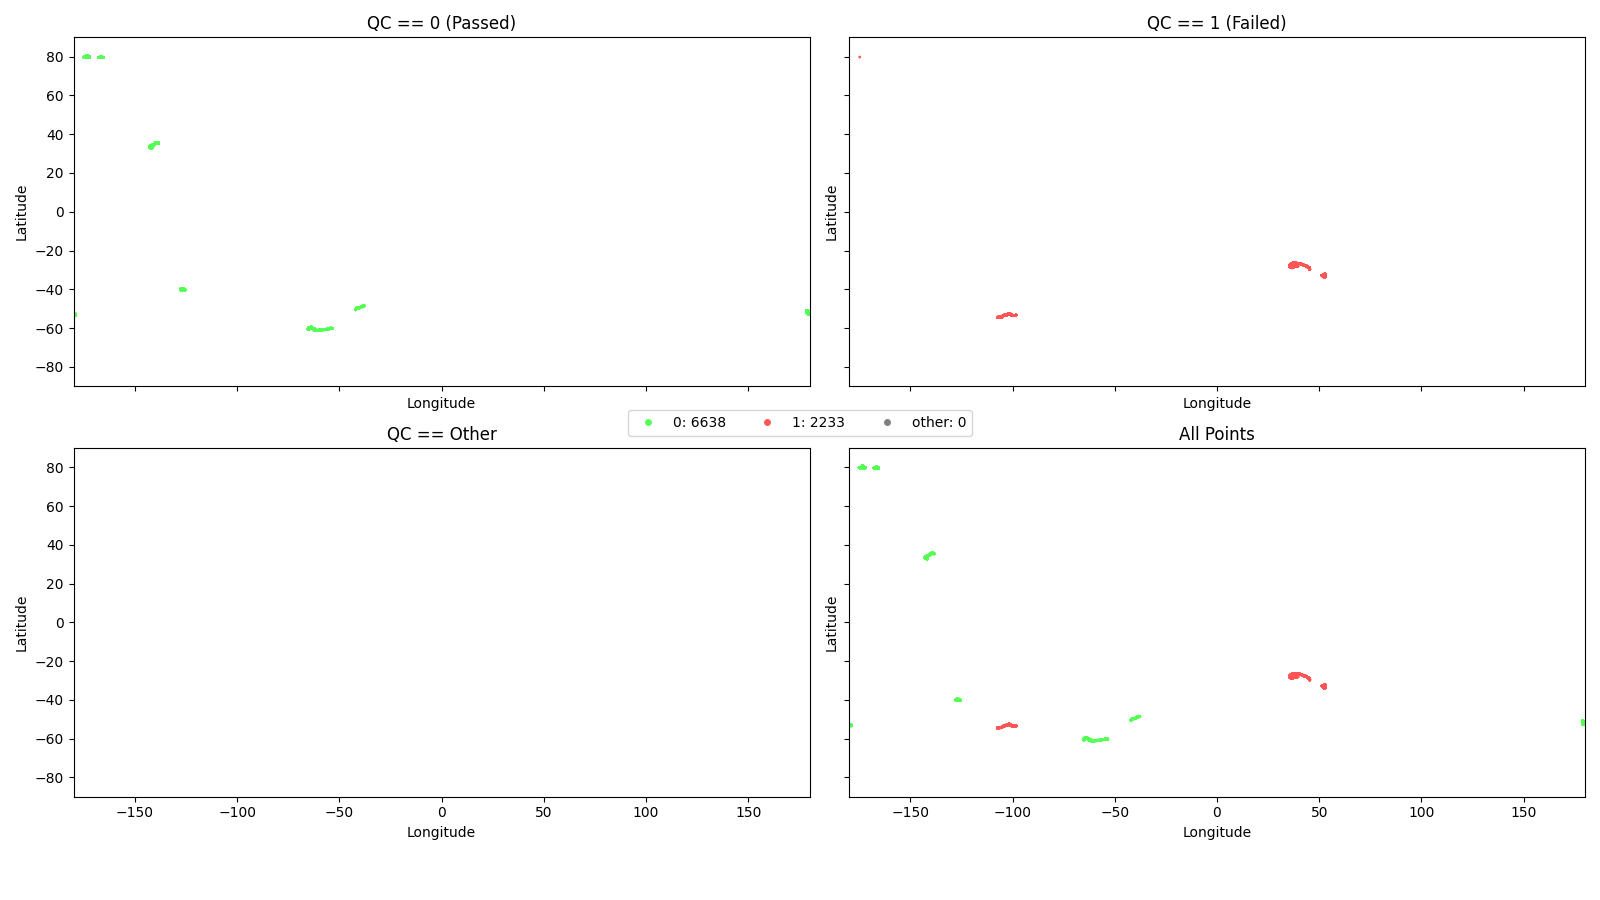 QC == 0 (Passed)
QC == 1 (Failed)
80
60
40
20
0
−20
−40
−60
−80
Latitude
Latitude
Longitude
Longitude
0: 6638 1: 2233 other: 0
QC == Other
All Points
80
60
40
20
0
−20
−40
−60
−80
Latitude
Latitude
−150 −100 −50 0 50 100 150
−150 −100 −50 0 50 100 150
Longitude
Longitude